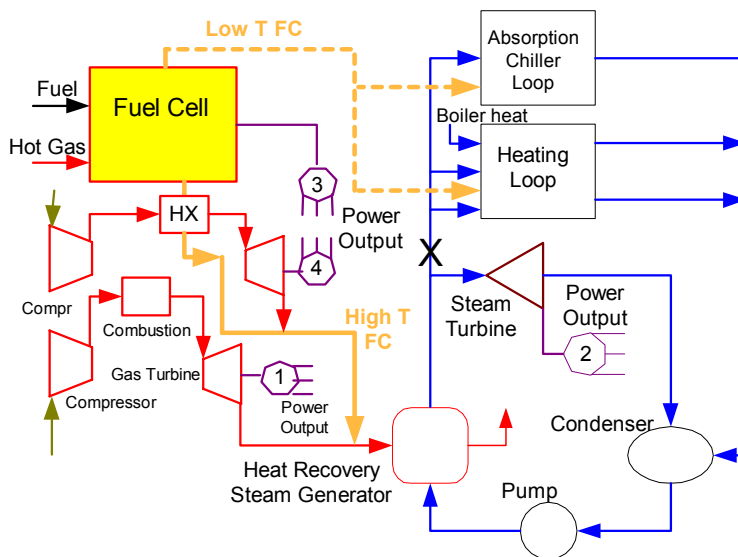 Low T FC
Absorption
Chiller
Loop
Fuel
Fuel Cell
Hot Gas
Boiler heat
Heating
Loop
3
HX
Power
Output
4
X
Compr
Combustion
High T
FC
Steam
Turbine
Power
Output
2
Gas Turbine
1
Compressor
Power
Output
Condenser
Heat Recovery
Steam Generator
Pump